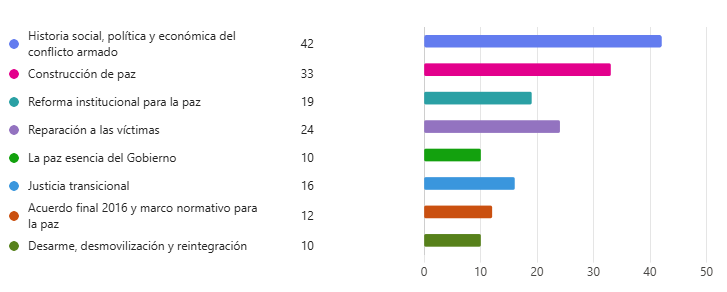 Historia social, política y económica del
conflicto armado 42
Construcción de paz 33
Reforma institucional para la paz 19
Reparación a las víctimas 24
La paz esencia del Gobierno 10
Justicia transicional 16
Acuerdo final 2016 y marco normativo para
la paz 12
Desarme, desmovilización y reintegración 10
0 10 20 30 40 50